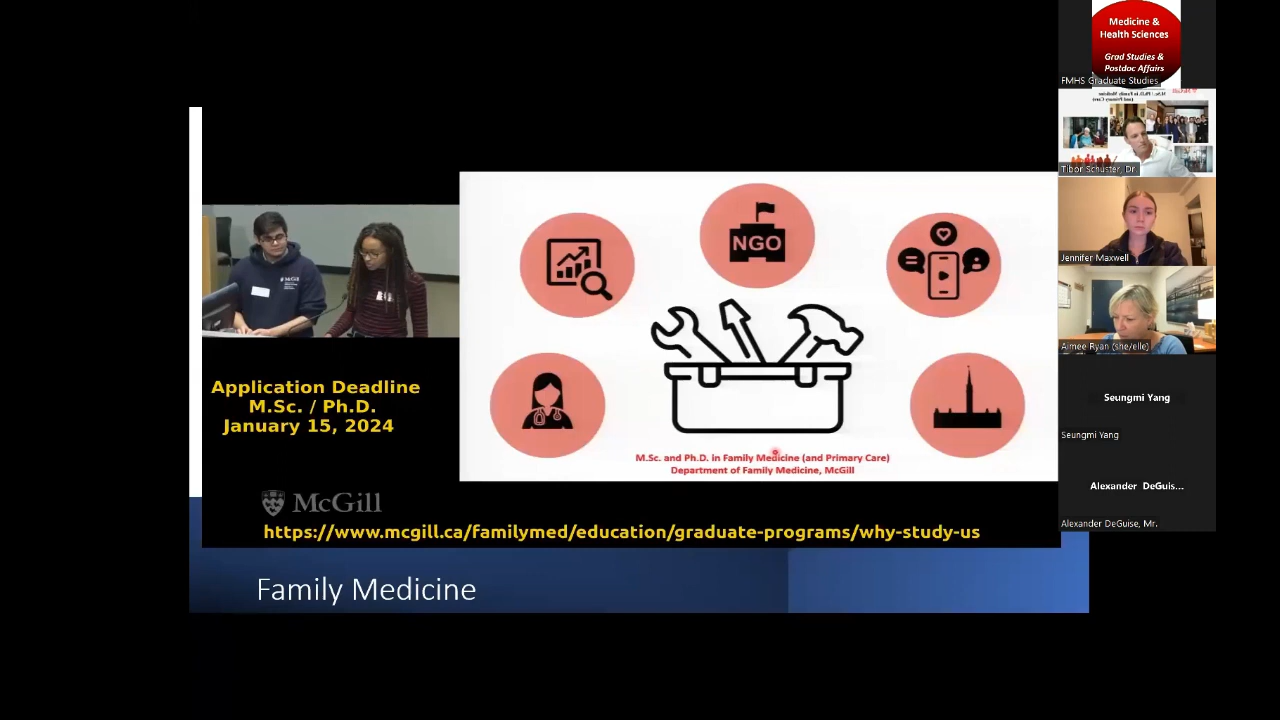 Medicine &
Health Sciences
Grad Studies &
Postdoc Affairs
FMHS Graduate Studies
Tibor Schuster, Dr.
Jennifer Maxwell
Aimee Ryan (she/elle)
Seungmi Yang
Seungmi Yang
Alexander DeGuis...
Alexander DeGuise, Mr.
NGO
McGill
Application Deadline
M.Sc. / Ph.D.
January 15, 2024
M.Sc. and Ph.D. in Family Medicine (and Primary Care)
Department of Family Medicine, McGill
McGill
https://www.mcgill.ca/familymed/education/graduate-programs/why-study-us
Family Medicine